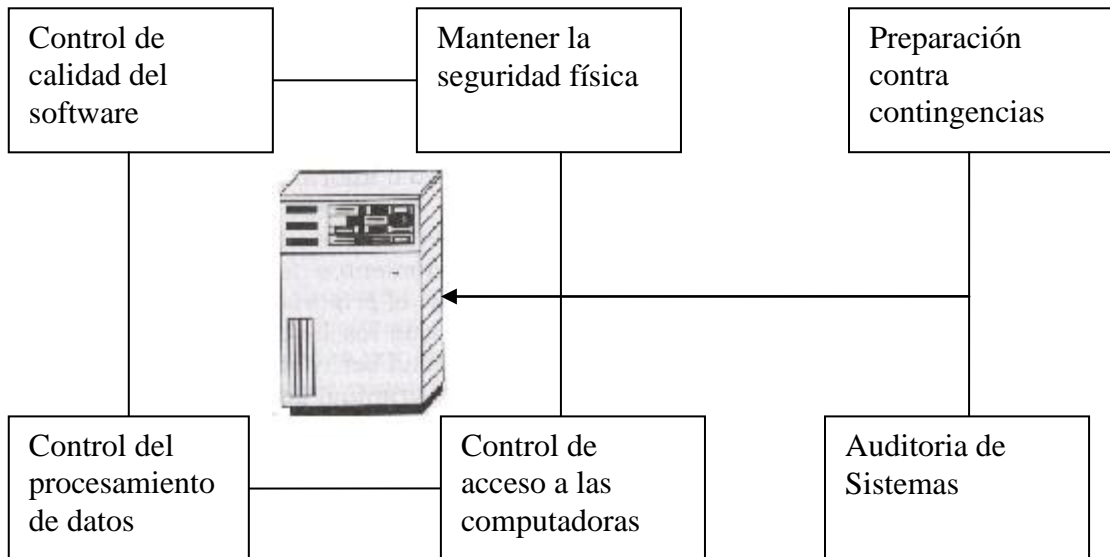 Control de
calidad del
software
Mantener la
seguridad física
Preparación
contra
contingencias
Control del
procesamiento
de datos
Control de
acceso a las
computadoras
Auditoria de
Sistemas